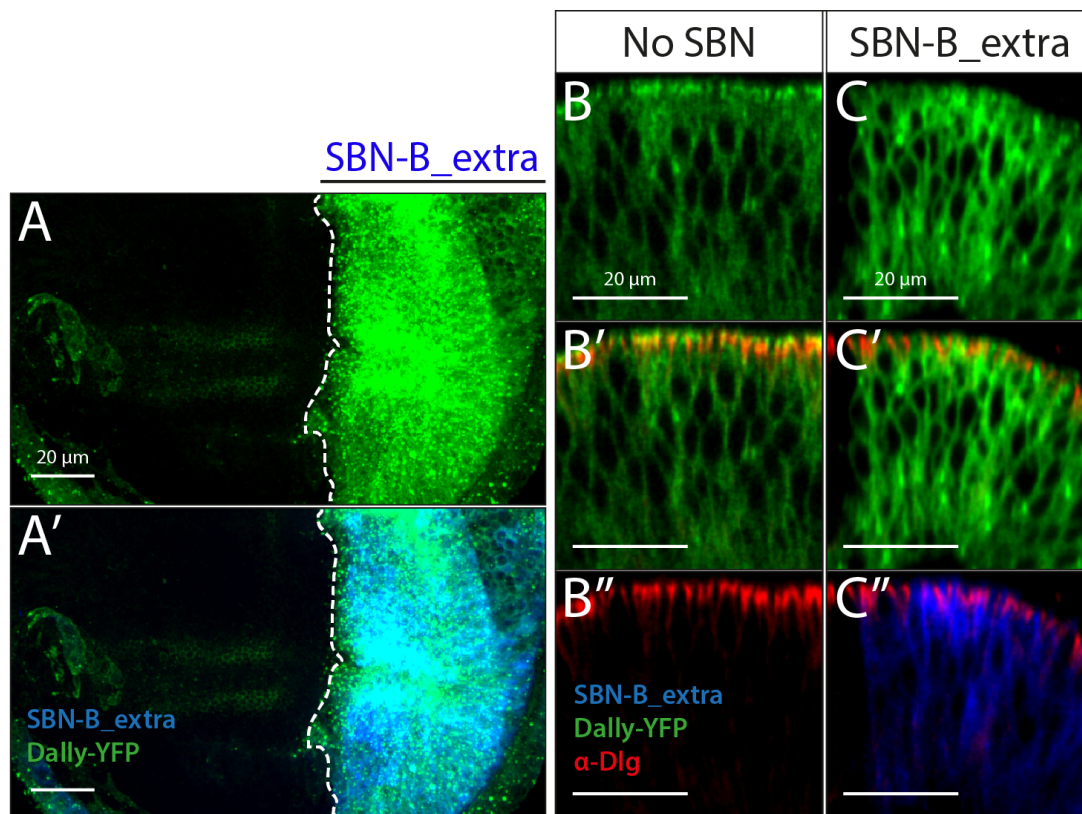 SBN-B_extra
A
20 µm
A′
SBN-B_extra
Dally-YFP
No SBN
SBN-B_extra
B
20 µm
C
20 µm
B′
C′
B″
SBN-B_extra
Dally-YFP
α-Dlg
C″